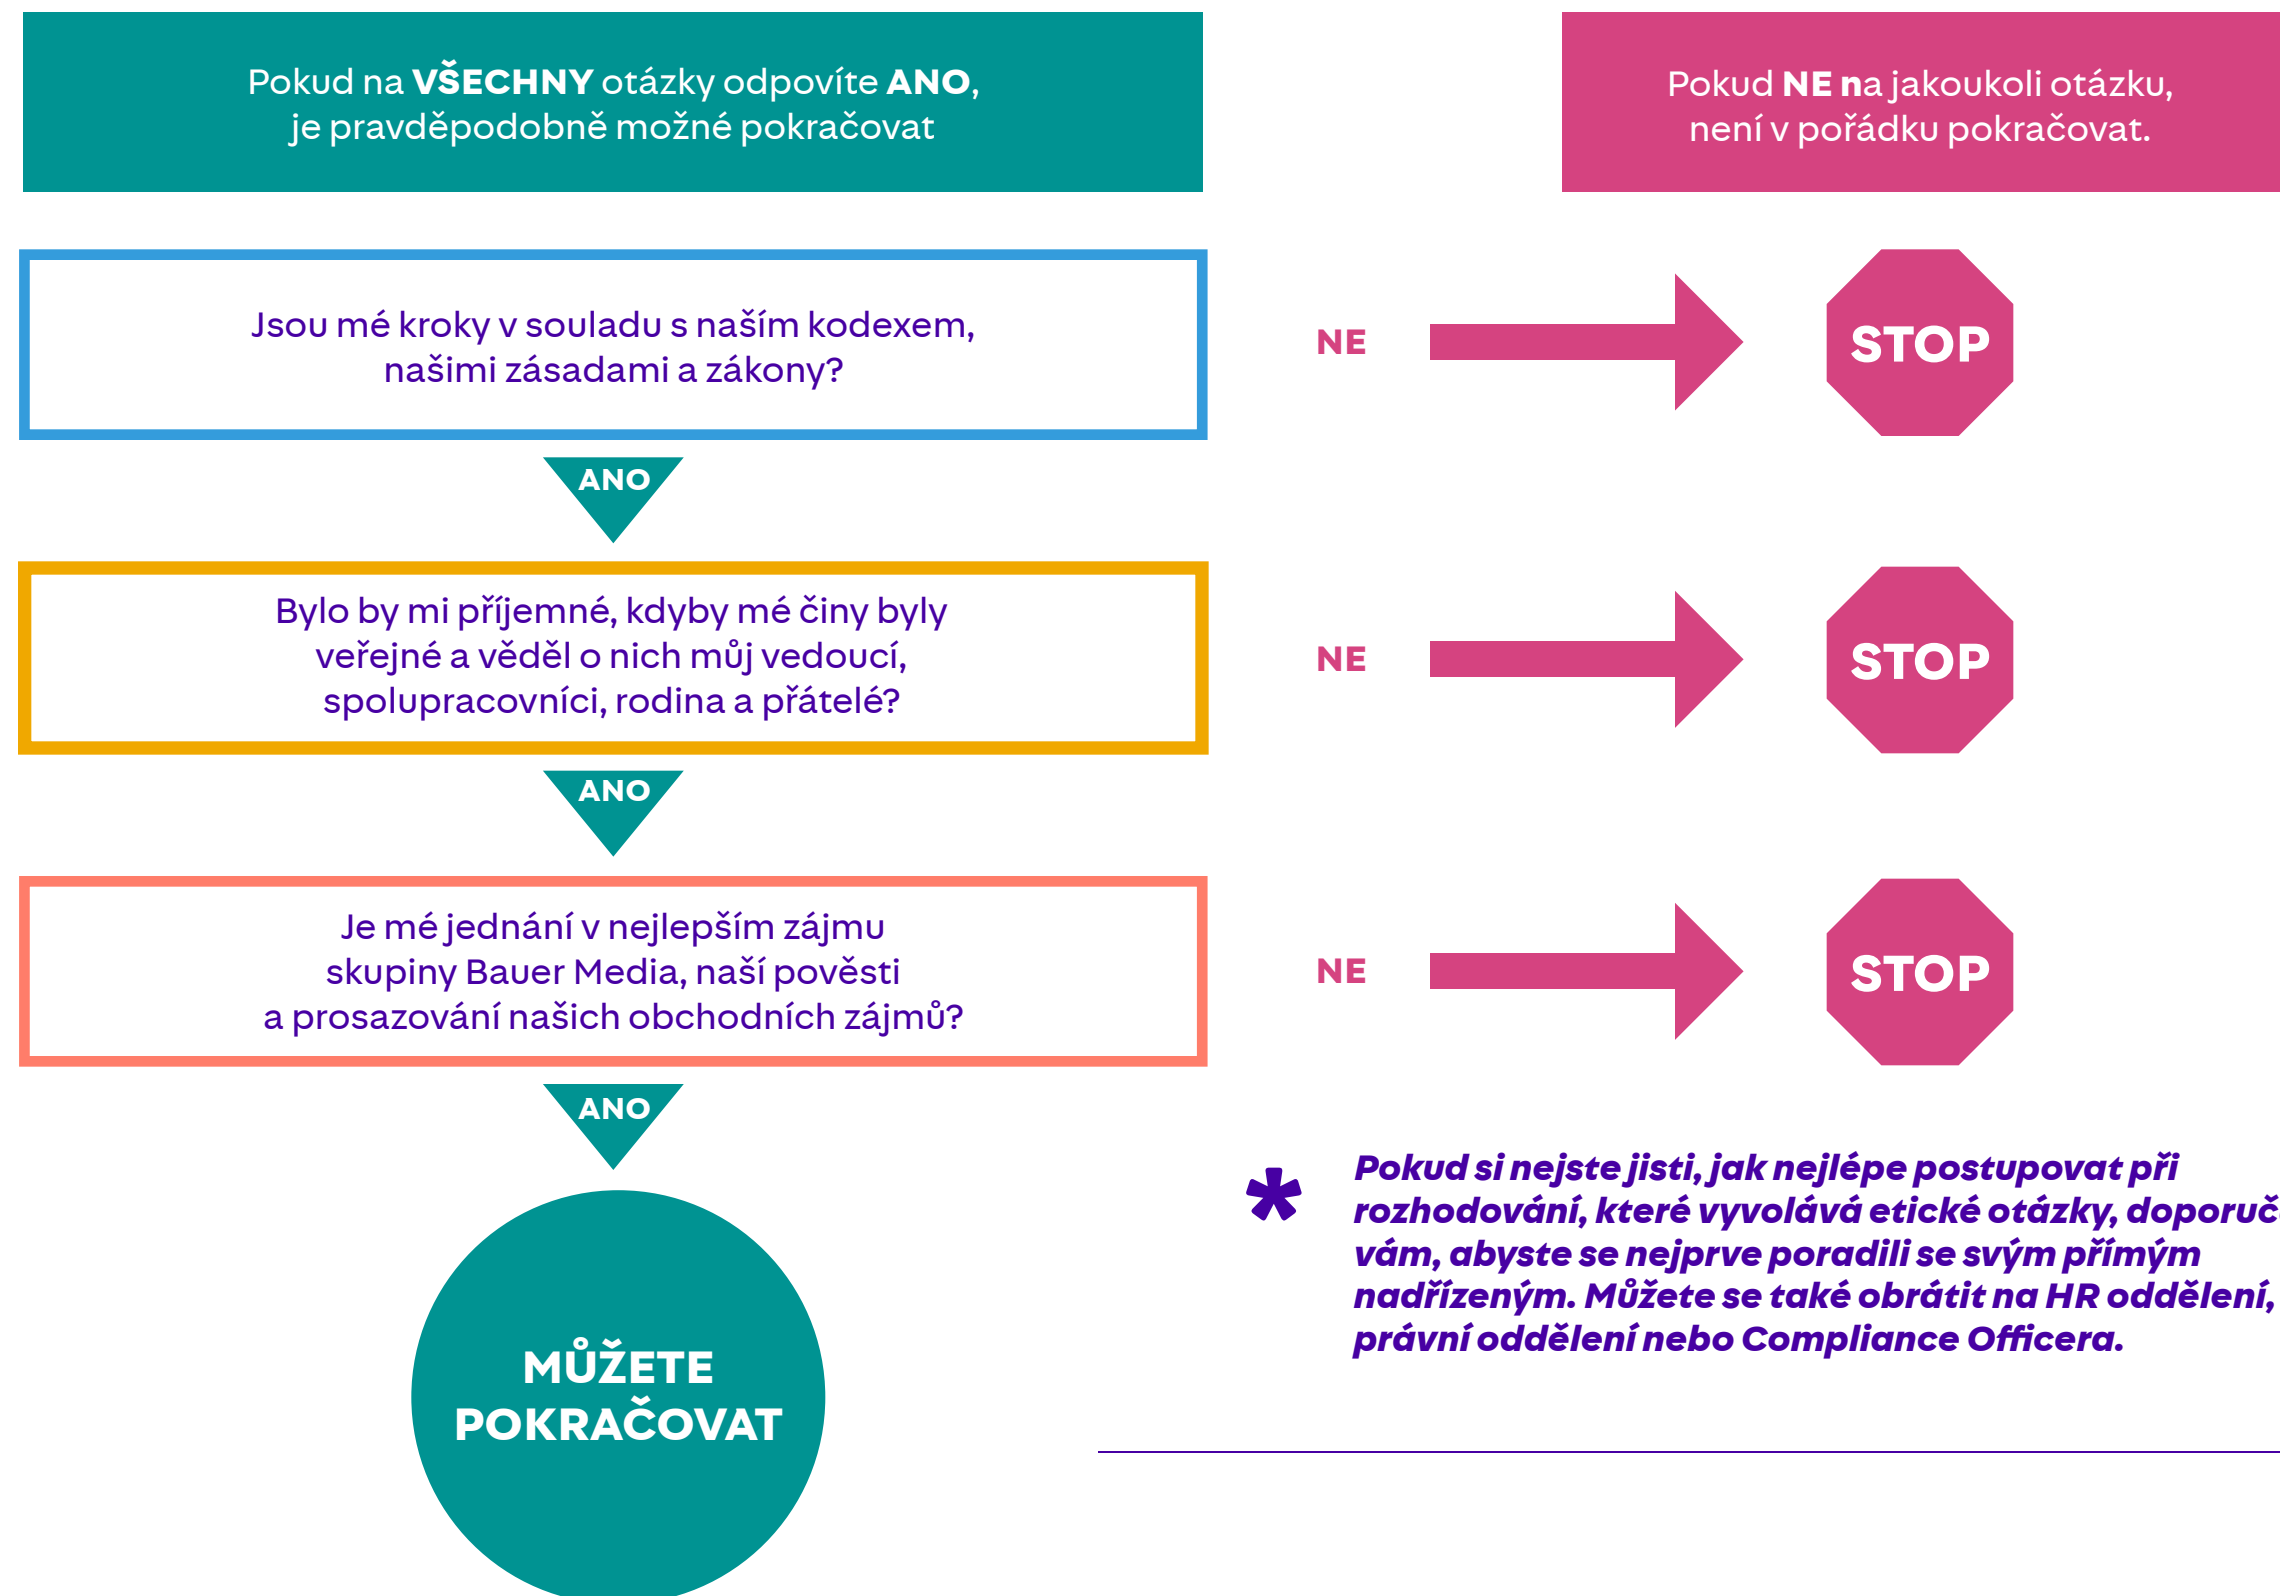 Pokud na VŠECHNY otázky odpovíte ANO,
je pravděpodobně možné pokračovat
Pokud NE na jakoukoli otázku,
není v pořádku pokračovat.
Jsou mé kroky v souladu s naším kodexem,
našimi zásadami a zákony?
NE
STOP
ANO
Bylo by mi příjemné, kdyby mé činy byly
veřejné a věděl o nich můj vedoucí,
spolupracovníci, rodina a přátelé?
NE
STOP
ANO
Je mé jednání v nejlepším zájmu
skupiny Bauer Media, naší pověsti
a prosazování našich obchodních zájmů?
NE
STOP
ANO
MŮŽETE
POKRAČOVAT
* Pokud si nejste jisti, jak nejlépe postupovat při
rozhodování, které vyvolává etické otázky,
vám, abyste se nejprve poradili se svým přímým
nadřízeným. Můžete se také obrátit na HR oddělení,
právní oddělení nebo Compliance Officera.